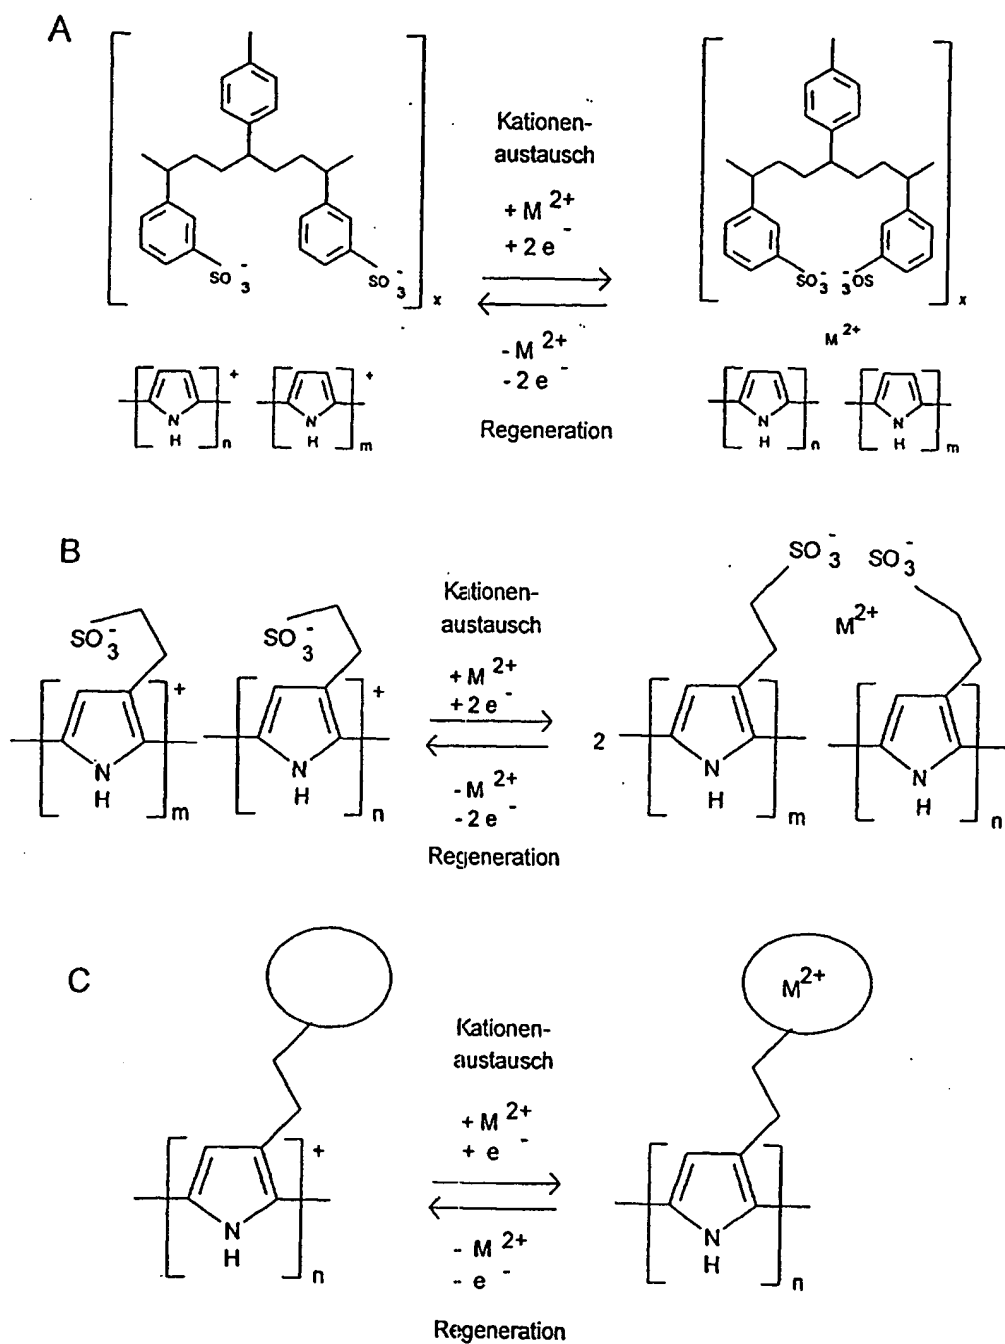 A
Kationen-
austausch
+ M 2+
+ 2 e -
- M 2+
- 2 e -
Regeneration
SO 3 -
SO 3 -
x
SO 3 - - 3 OS
x
M 2+
+
+
N
H
n
N
H
m
N
H
n
N
H
m
B
SO 3 -
SO 3 -
Kationen-
austausch
+ M 2+
+ 2 e -
- M 2+
- 2 e -
Regeneration
SO 3 -
SO 3 -
M 2+
+
+
N
H
m
N
H
n
2
N
H
m
N
H
n
C
Kationen-
austausch
+ M 2+
+ e -
- M 2+
- e -
Regeneration
M 2+
+
N
H
n
N
H
n